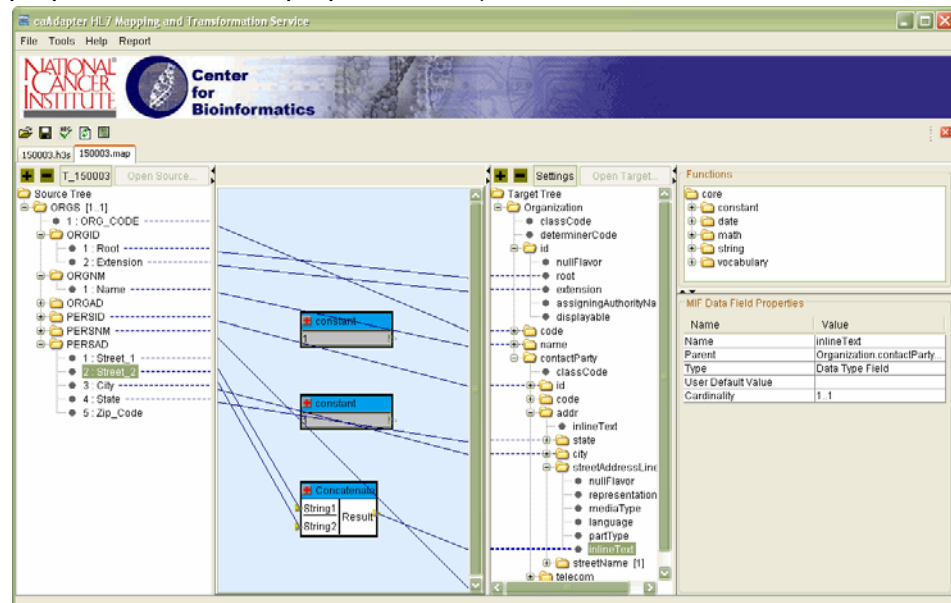 caAdapter HL7 Mapping and Transformation Service
File Tools Help Report
NATIONAL
CANCER
INSTITUTE
Center
for
Bioinformatics
150003.h3s 150003.map
T_150003 Open Source...
Source Tree
ORGS [1..1]
1 : ORG_CODE
ORGID
1 : Root
2 : Extension
ORGNM
1 : Name
ORGAD
PERSID
PERSNM
PERSAD
1 : Street_1
2 : Street_2
3 : City
4 : State
5 : Zip_Code
constant
1
constant
1
Concatenate
String1
String2
Result
Settings Open Target...
Target Tree
Organization
classCode
determinerCode
id
nullFlavor
root
extension
assigningAuthorityNa
displayable
code
name
contactParty
classCode
id
code
addr
inlineText
state
city
streetAddressLine
nullFlavor
representation
mediaType
language
partType
inlineText
streetName [1]
telecom
Functions
core
constant
date
math
string
vocabulary
MIF Data Field Properties
Name Value
Name inlineText
Parent Organization.contactParty...
Type Data Type Field
User Default Value
Cardinality 1..1